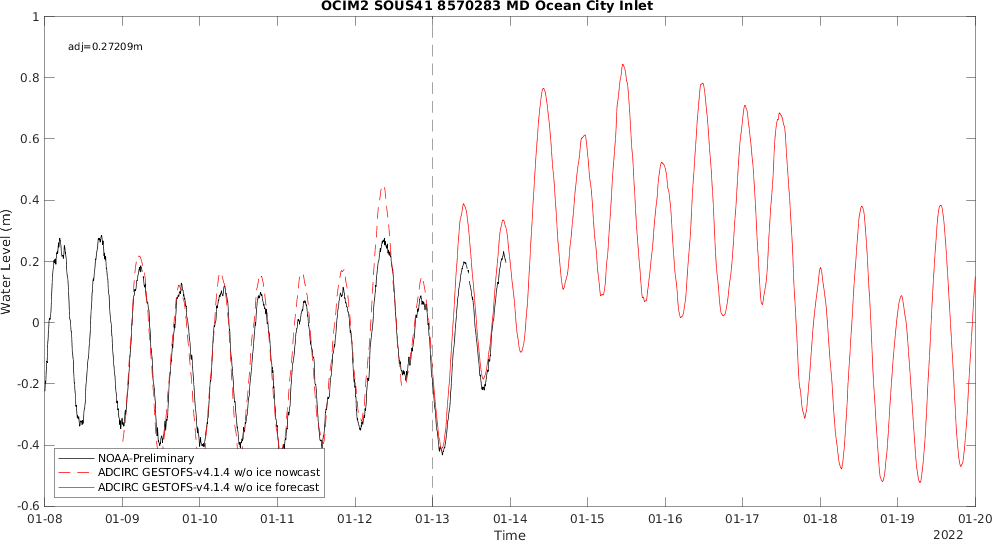 OCIM2 SOUS41 8570283 MD Ocean City Inlet
adj=0.27209m
1
0.8
0.6
0.4
0.2
0
-0.2
-0.4
-0.6
Water Level (m)
NOAA-Preliminary
ADCIRC GESTOFS-v4.1.4 w/o ice nowcast
ADCIRC GESTOFS-v4.1.4 w/o ice forecast
01-08 01-09 01-10 01-11 01-12 01-13 01-14 01-15 01-16 01-17 01-18 01-19 01-20
Time
2022